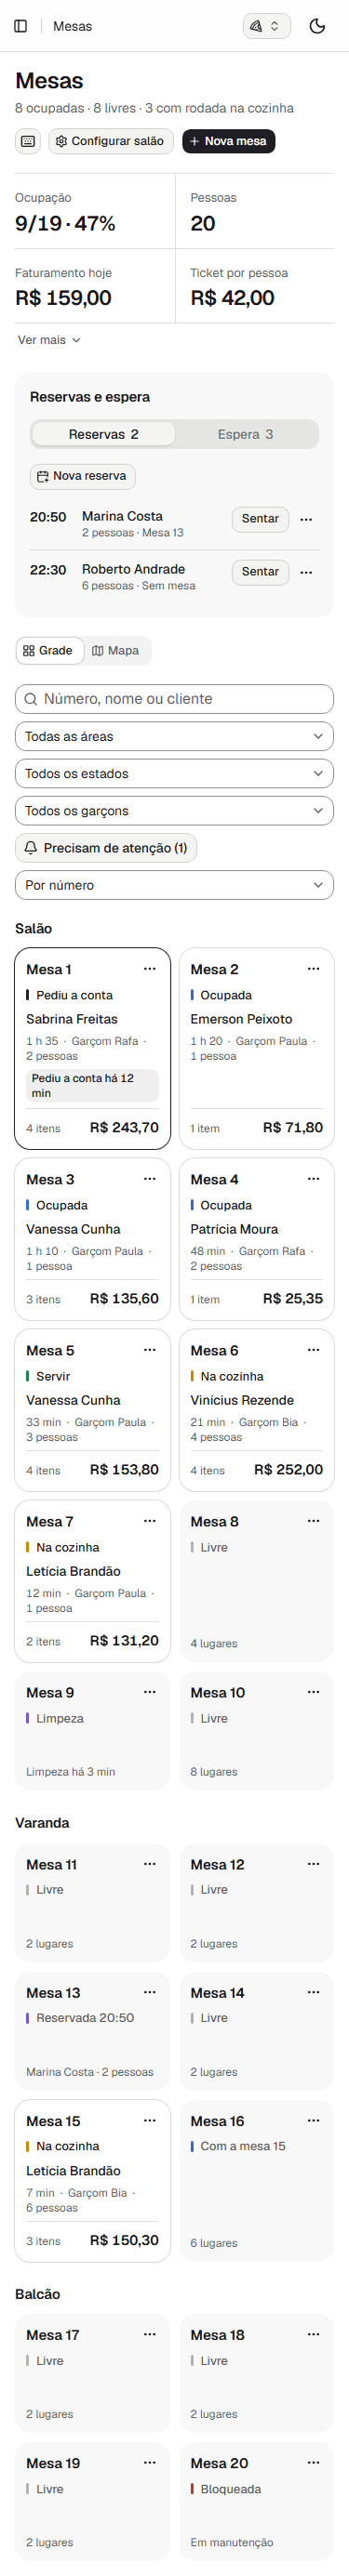 Mesas
Mesas
8 ocupadas · 8 livres · 3 com rodada na cozinha
Configurar salão
Nova mesa
Ocupação
9/19 · 47%
Pessoas
20
Faturamento hoje
R$ 159,00
Ticket por pessoa
R$ 42,00
Ver mais
Reservas e espera
Reservas 2
Espera 3
Nova reserva
20:50
Marina Costa
2 pessoas · Mesa 13
Sentar
22:30
Roberto Andrade
6 pessoas · Sem mesa
Sentar
Grade
Mapa
Número, nome ou cliente
Todas as áreas
Todos os estados
Todos os garçons
Precisam de atenção (1)
Por número
Salão
Mesa 1
Pediu a conta
Sabrina Freitas
1 h 35 · Garçom Rafa ·
2 pessoas
Pediu a conta há 12
min
4 itens
R$ 243,70
Mesa 2
Ocupada
Emerson Peixoto
1 h 20 · Garçom Paula ·
1 pessoa
1 item
R$ 71,80
Mesa 3
Ocupada
Vanessa Cunha
1 h 10 · Garçom Paula ·
1 pessoa
3 itens
R$ 135,60
Mesa 4
Ocupada
Patrícia Moura
48 min · Garçom Rafa ·
2 pessoas
1 item
R$ 25,35
Mesa 5
Servir
Vanessa Cunha
33 min · Garçom Paula ·
3 pessoas
4 itens
R$ 153,80
Mesa 6
Na cozinha
Vinícius Rezende
21 min · Garçom Bia ·
4 pessoas
4 itens
R$ 252,00
Mesa 7
Na cozinha
Letícia Brandão
12 min · Garçom Paula ·
1 pessoa
2 itens
R$ 131,20
Mesa 8
Livre
4 lugares
Mesa 9
Limpeza
Limpeza há 3 min
Mesa 10
Livre
8 lugares
Varanda
Mesa 11
Livre
2 lugares
Mesa 12
Livre
2 lugares
Mesa 13
Reservada 20:50
Marina Costa · 2 pessoas
Mesa 14
Livre
2 lugares
Mesa 15
Na cozinha
Letícia Brandão
7 min · Garçom Bia ·
6 pessoas
3 itens
R$ 150,30
Mesa 16
Com a mesa 15
6 lugares
Balcão
Mesa 17
Livre
2 lugares
Mesa 18
Livre
2 lugares
Mesa 19
Livre
2 lugares
Mesa 20
Bloqueada
Em manutenção